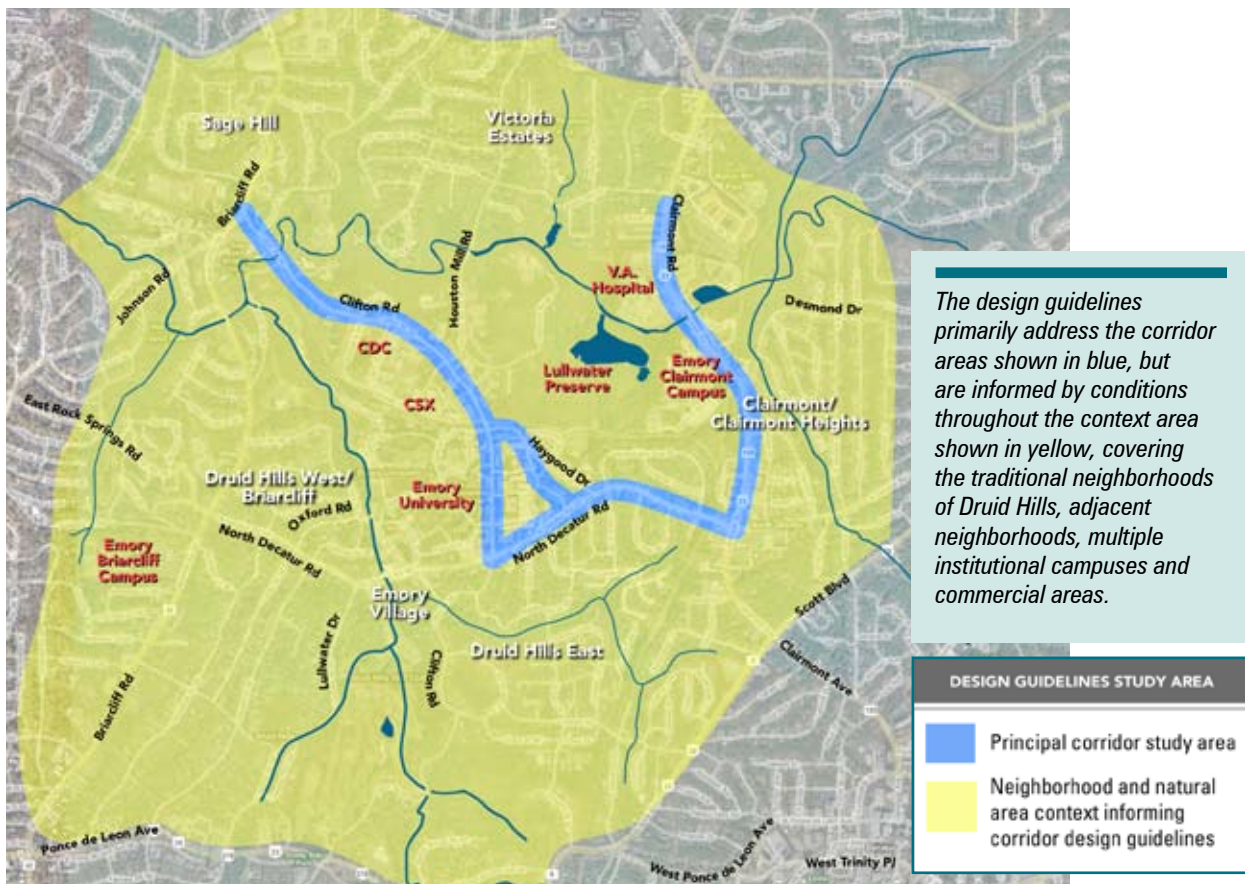 Sage Hill
Victoria
Estates
Briarcliff Rd
Clairmont Rd
Houston Mill Rd
Johnson Rd
V.A.
Hospital
Clifton Rd
Desmond Dr
CDC
Lullwater
Preserve
Emory
Clairmont
Campus
CSX
Clairmont/
Clairmont Heights
East Rock Springs Rd
Haygood Dr
Druid Hills West/
Briarcliff
Emory
University
Oxford Rd
North Decatur Rd
North Decatur Rd
Emory
Briarcliff
Campus
Emory
Village
Scott Blvd
Lullwater Dr
Clifton Rd
Druid Hills East
Clairmont Ave
Briarcliff Rd
Ponce de Leon Ave
West Ponce de Leon Ave
West Trinity Pl
The design guidelines
primarily address the corridor
areas shown in blue, but
are informed by conditions
throughout the context area
shown in yellow, covering
the traditional neighborhoods
of Druid Hills, adjacent
neighborhoods, multiple
institutional campuses and
commercial areas.
DESIGN GUIDELINES STUDY AREA
Principal corridor study area
Neighborhood and natural
area context informing
corridor design guidelines